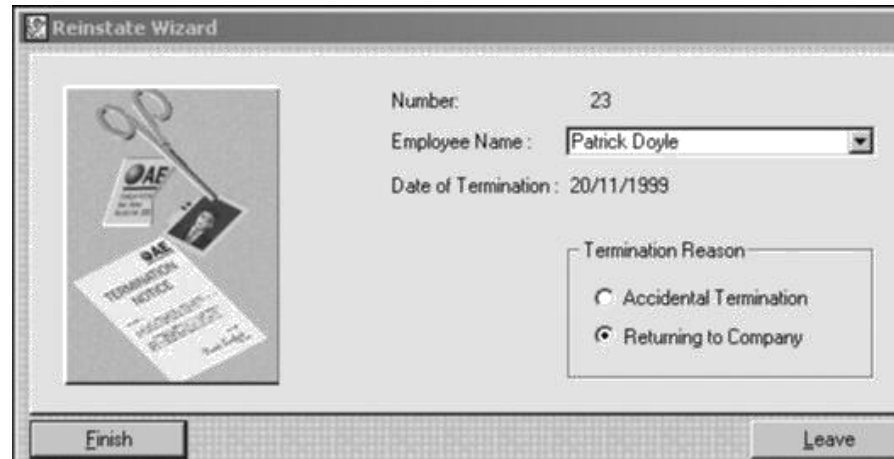 Reinstate Wizard
Number: 23
Employee Name : Patrick Doyle
Date of Termination : 20/11/1999
AE
AE
TERMINATION
NOTICE
Termination Reason
Accidental Termination
Returning to Company
Finish
Leave